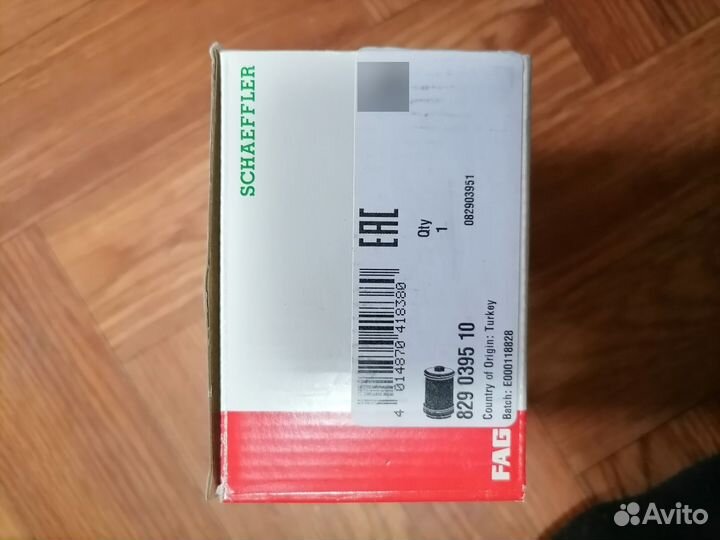 SCHAEFFLER
EAC
Qty
1
082903951
4 014870 418380
829 0395 10
Country of Origin: Turkey
Batch: E000118828
FAG
Avito